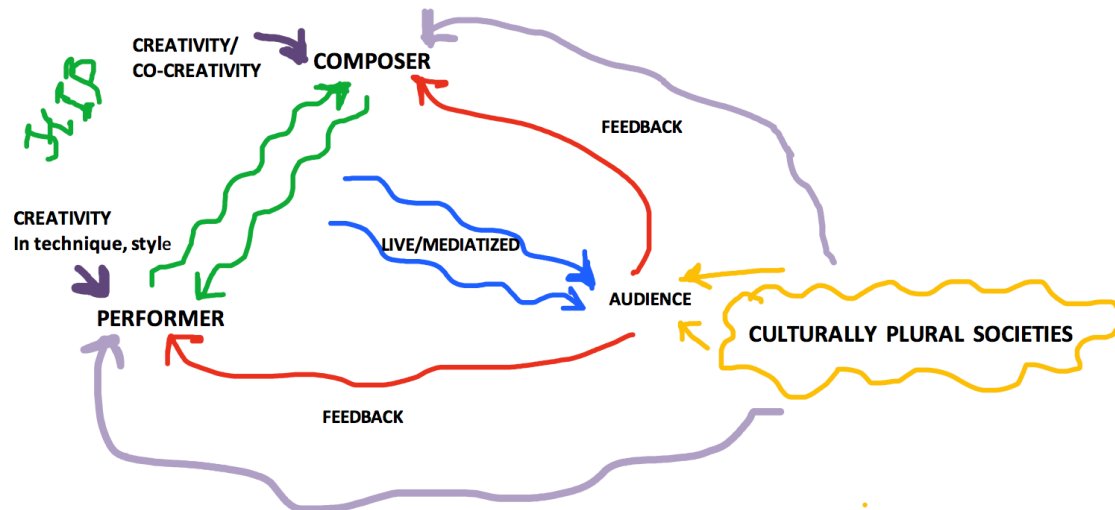 CREATIVITY/
CO-CREATIVITY
COMPOSER
FEEDBACK
CREATIVITY
In technique, style
LIVE/MEDIATIZED
AUDIENCE
PERFORMER
CULTURALLY PLURAL SOCIETIES
FEEDBACK